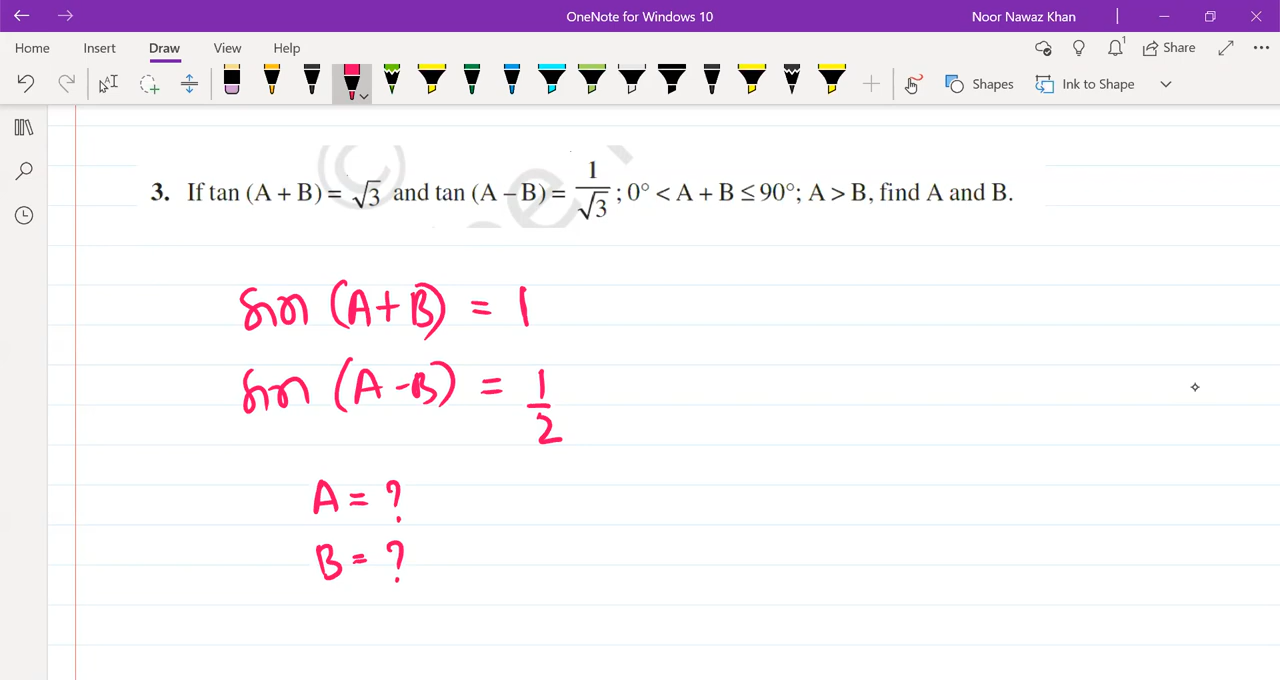 OneNote for Windows 10
Noor Nawaz Khan
Home Insert Draw View Help
1
Share
Shapes
Ink to Shape
©
3. If tan (A + B) = √3 and tan (A – B) = 1/√3 ; 0° < A + B ≤ 90°; A > B, find A and B.
sin (A+B) = 1
sin (A-B) = 1/2
A = ?
B = ?